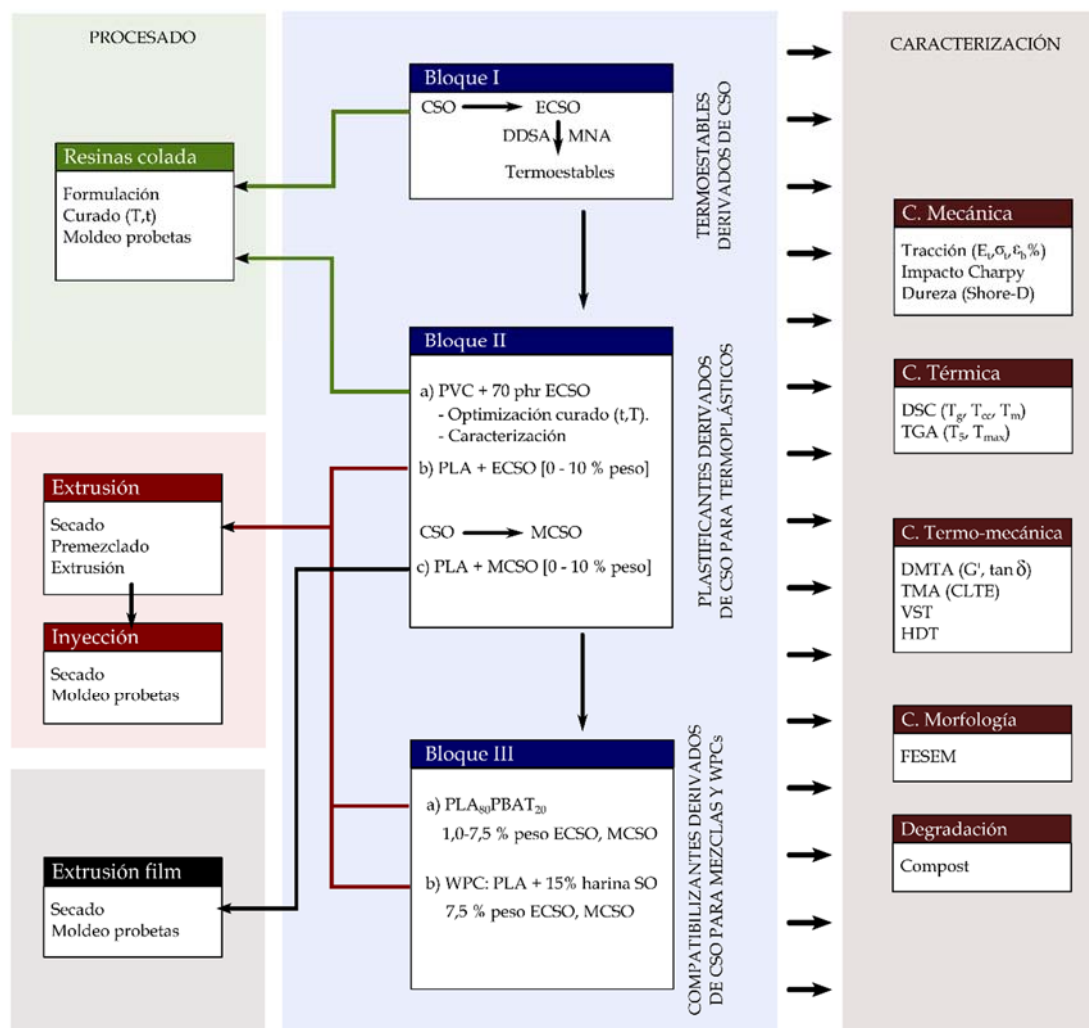 PROCESADO
Resinas colada
Formulación
Curado (T,t)
Moldeo probetas
Extrusión
Secado
Premezclado
Extrusión
Inyección
Secado
Moldeo probetas
Extrusión film
Secado
Moldeo probetas
Bloque I
CSO ECSO
DDSA MNA
Termoestables
TERMOESTABLES
DERIVADOS DE CSO
Bloque II
a) PVC + 70 phr ECSO
- Optimización curado (t,T).
- Caracterización
b) PLA + ECSO [0 - 10 % peso]
CSO MCSO
c) PLA + MCSO [0 - 10 % peso]
PLASTIFICANTES DERIVADOS
DE CSO PARA TERMOPLÁSTICOS
Bloque III
a) PLA₈₀PBAT₂₀
1,0-7,5 % peso ECSO, MCSO
b) WPC: PLA + 15% harina SO
7,5 % peso ECSO, MCSO
COMPATIBILIZANTES DERIVADOS
DE CSO PARA MEZCLAS Y WPCs
CARACTERIZACIÓN
C. Mecánica
Tracción (Eₜ,σₜ,ε_b%)
Impacto Charpy
Dureza (Shore-D)
C. Térmica
DSC (T_g, T_cc, T_m)
TGA (T₅, T_max)
C. Termo-mecánica
DMTA (G', tan δ)
TMA (CLTE)
VST
HDT
C. Morfología
FESEM
Degradación
Compost